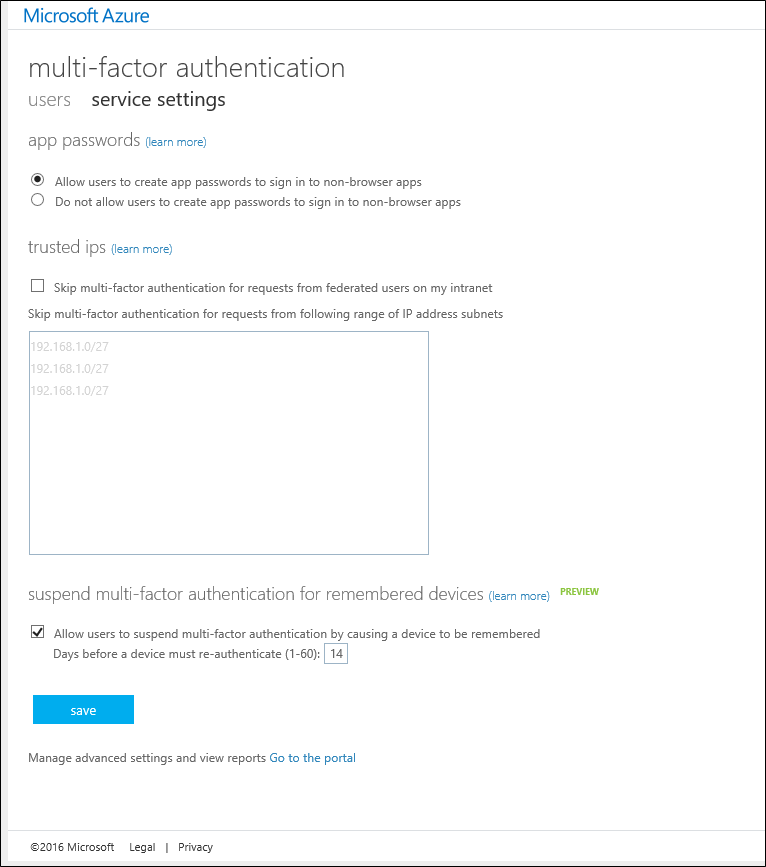 Microsoft Azure
multi-factor authentication
users service settings
app passwords (learn more)
Allow users to create app passwords to sign in to non-browser apps
Do not allow users to create app passwords to sign in to non-browser apps
trusted ips (learn more)
Skip multi-factor authentication for requests from federated users on my intranet
Skip multi-factor authentication for requests from following range of IP address subnets
192.168.1.0/27
192.168.1.0/27
192.168.1.0/27
suspend multi-factor authentication for remembered devices (learn more) PREVIEW
Allow users to suspend multi-factor authentication by causing a device to be remembered
Days before a device must re-authenticate (1-60): 14
save
Manage advanced settings and view reports Go to the portal
©2016 Microsoft Legal | Privacy